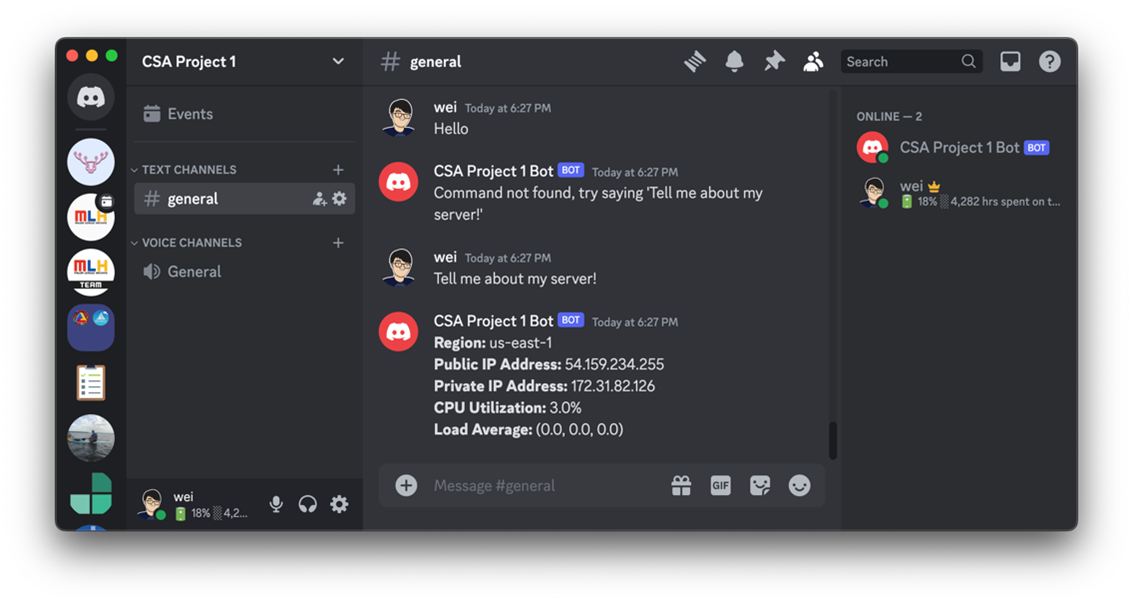 CSA Project 1
Events
TEXT CHANNELS
# general
VOICE CHANNELS
General
wei
18% ░ 4,2...
MLH
MLH
TEAM
# general
Search
wei Today at 6:27 PM
Hello
CSA Project 1 Bot BOT Today at 6:27 PM
Command not found, try saying 'Tell me about my
server!'
wei Today at 6:27 PM
Tell me about my server!
CSA Project 1 Bot BOT Today at 6:27 PM
Region: us-east-1
Public IP Address: 54.159.234.255
Private IP Address: 172.31.82.126
CPU Utilization: 3.0%
Load Average: (0.0, 0.0, 0.0)
Message #general
GIF
ONLINE — 2
CSA Project 1 Bot BOT
wei
18% ░ 4,282 hrs spent on t...